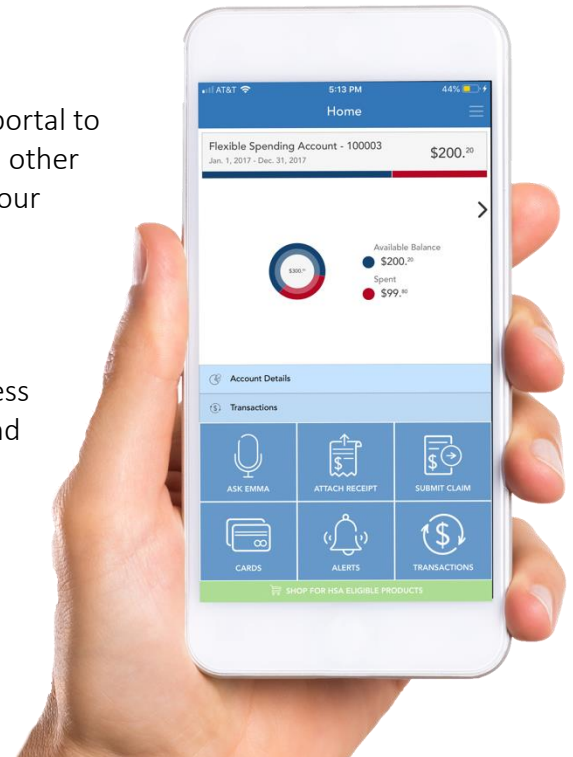 portal to
other
our
ess
nd
AT&T 5:13 PM 44%
Home
Flexible Spending Account - 100003 $200.20
Jan. 1, 2017 - Dec. 31, 2017
Available Balance
$200.20
Spent
$99.80
$300.
Account Details
Transactions
ASK EMMA ATTACH RECEIPT SUBMIT CLAIM
CARDS ALERTS TRANSACTIONS
SHOP FOR HSA ELIGIBLE PRODUCTS